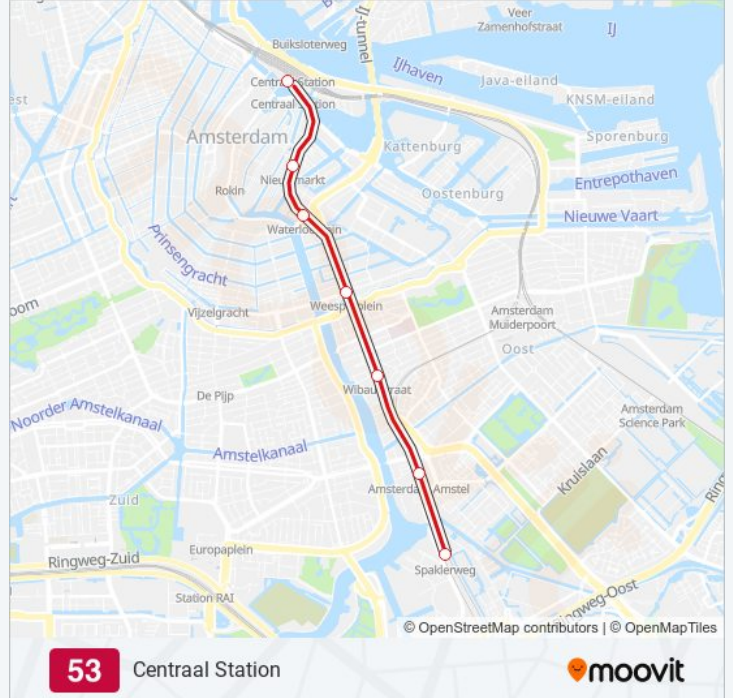 Veer
Zamenhofstraat
IJ
IJ-tunnel
Buiksloterweg
IJhaven
Java-eiland
KNSM-eiland
Central Station
Centraal Station
Sporenburg
Amsterdam
Kattenburg
Entrepothaven
Nieuwmarkt
Rokin
Oostenburg
Nieuwe Vaart
Waterlooplein
Prinsengracht
Weesperplein
Vijzelgracht
Amsterdam
Muiderpoort
Oost
De Pijp
Wibautstraat
Noorder Amstelkanaal
Amsterdam
Science Park
Amstelkanaal
Kruislaan
Amsterdam Amstel
Zuid
Europaplein
Ringweg-Zuid
Spaklerweg
Station RAI
Ringweg-Oost
© OpenStreetMap contributors | © OpenMapTiles
53 Centraal Station
moovit